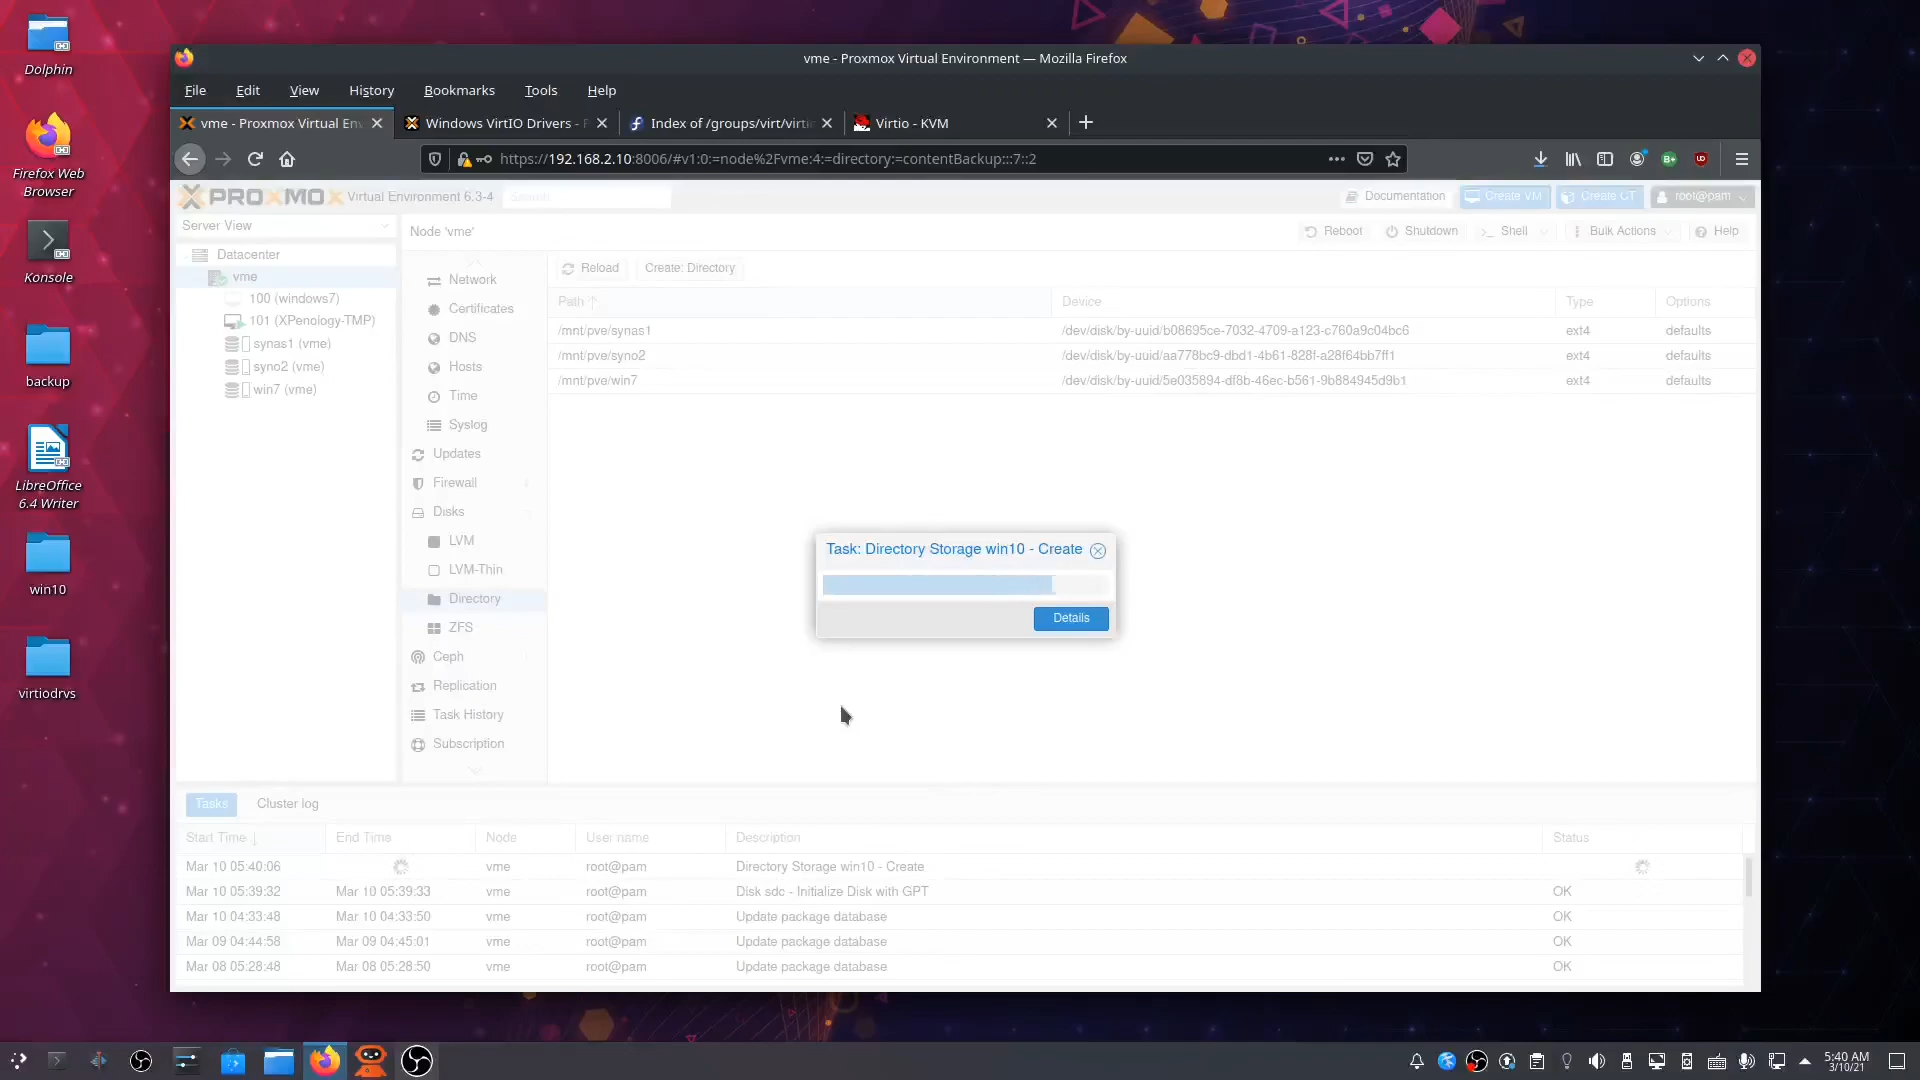 Dolphin
Firefox Web
Browser
Konsole
backup
LibreOffice
6.4 Writer
win10
virtiodrvs
vme - Proxmox Virtual Environment — Mozilla Firefox
File Edit View History Bookmarks Tools Help
vme - Proxmox Virtual Env
Windows VirtIO Drivers - P
Index of /groups/virt/virtio
Virtio - KVM
https://192.168.2.10:8006/#v1:0:=node%2Fvme:4:=directory:=contentBackup:::7::2
PROXMOX Virtual Environment 6.3-4 Search Documentation Create VM Create CT root@pam
Server View
Datacenter
vme
100 (windows7)
101 (XPenology-TMP)
synas1 (vme)
syno2 (vme)
win7 (vme)
Node 'vme' Reboot Shutdown Shell Bulk Actions Help
Network
Certificates
DNS
Hosts
Time
Syslog
Updates
Firewall
Disks
LVM
LVM-Thin
Directory
ZFS
Ceph
Replication
Task History
Subscription
Reload Create: Directory
Path Device Type Options
/mnt/pve/synas1 /dev/disk/by-uuid/b08695ce-7032-4709-a123-c760a9c04bc6 ext4 defaults
/mnt/pve/syno2 /dev/disk/by-uuid/aa778bc9-dbd1-4b61-828f-a28f64bb7ff1 ext4 defaults
/mnt/pve/win7 /dev/disk/by-uuid/5e035894-df8b-46ec-b561-9b884945d9b1 ext4 defaults
Task: Directory Storage win10 - Create
Details
Tasks Cluster log
Start Time End Time Node User name Description Status
Mar 10 05:40:06 vme root@pam Directory Storage win10 - Create
Mar 10 05:39:32 Mar 10 05:39:33 vme root@pam Disk sdc - Initialize Disk with GPT OK
Mar 10 04:33:48 Mar 10 04:33:50 vme root@pam Update package database OK
Mar 09 04:44:58 Mar 09 04:45:01 vme root@pam Update package database OK
Mar 08 05:28:48 Mar 08 05:28:50 vme root@pam Update package database OK
5:40 AM
3/10/21